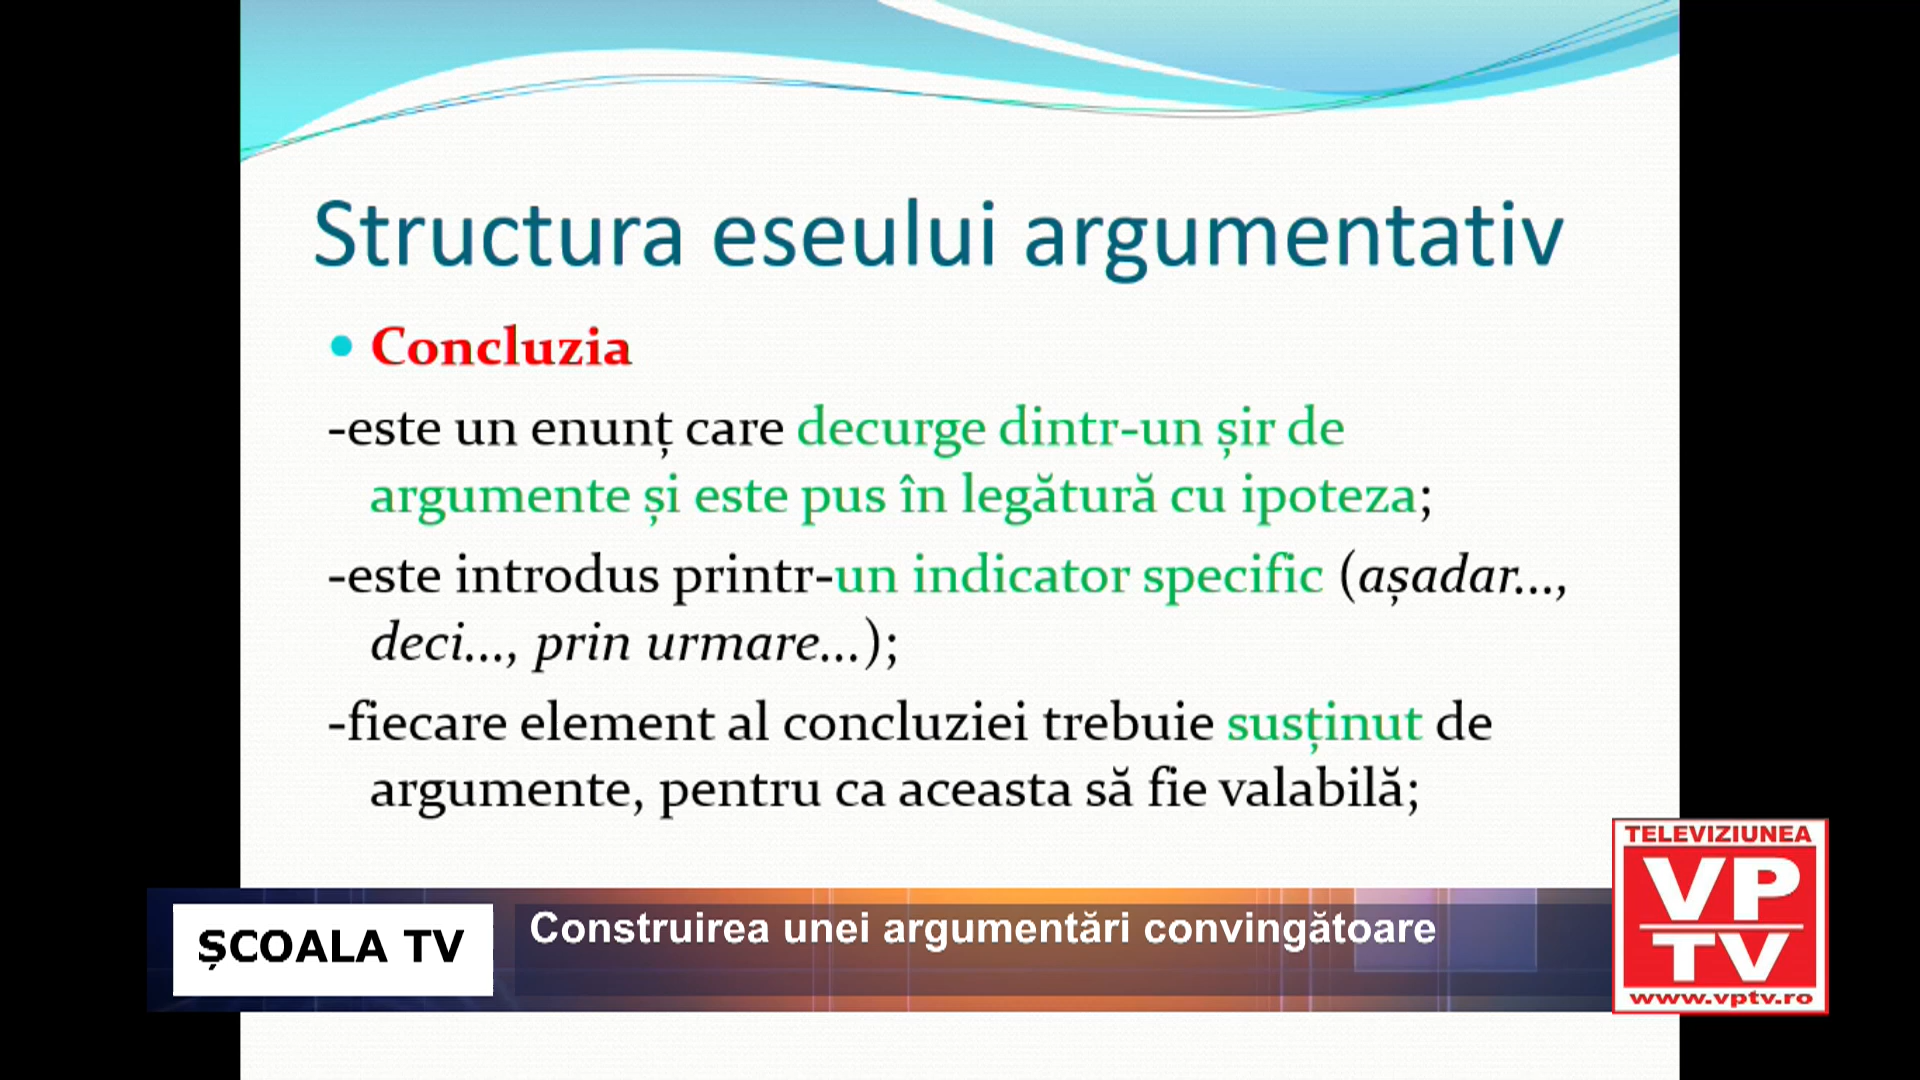 Structura eseului argumentativ
• Concluzia
-este un enunț care decurge dintr-un șir de
argumente și este pus în legătură cu ipoteza;
-este introdus printr-un indicator specific (așadar...,
deci..., prin urmare...);
-fiecare element al concluziei trebuie susținut de
argumente, pentru ca aceasta să fie valabilă;
ȘCOALA TV
Construirea unei argumentări convingătoare
TELEVIZIUNEA
VP
TV
www.vptv.ro